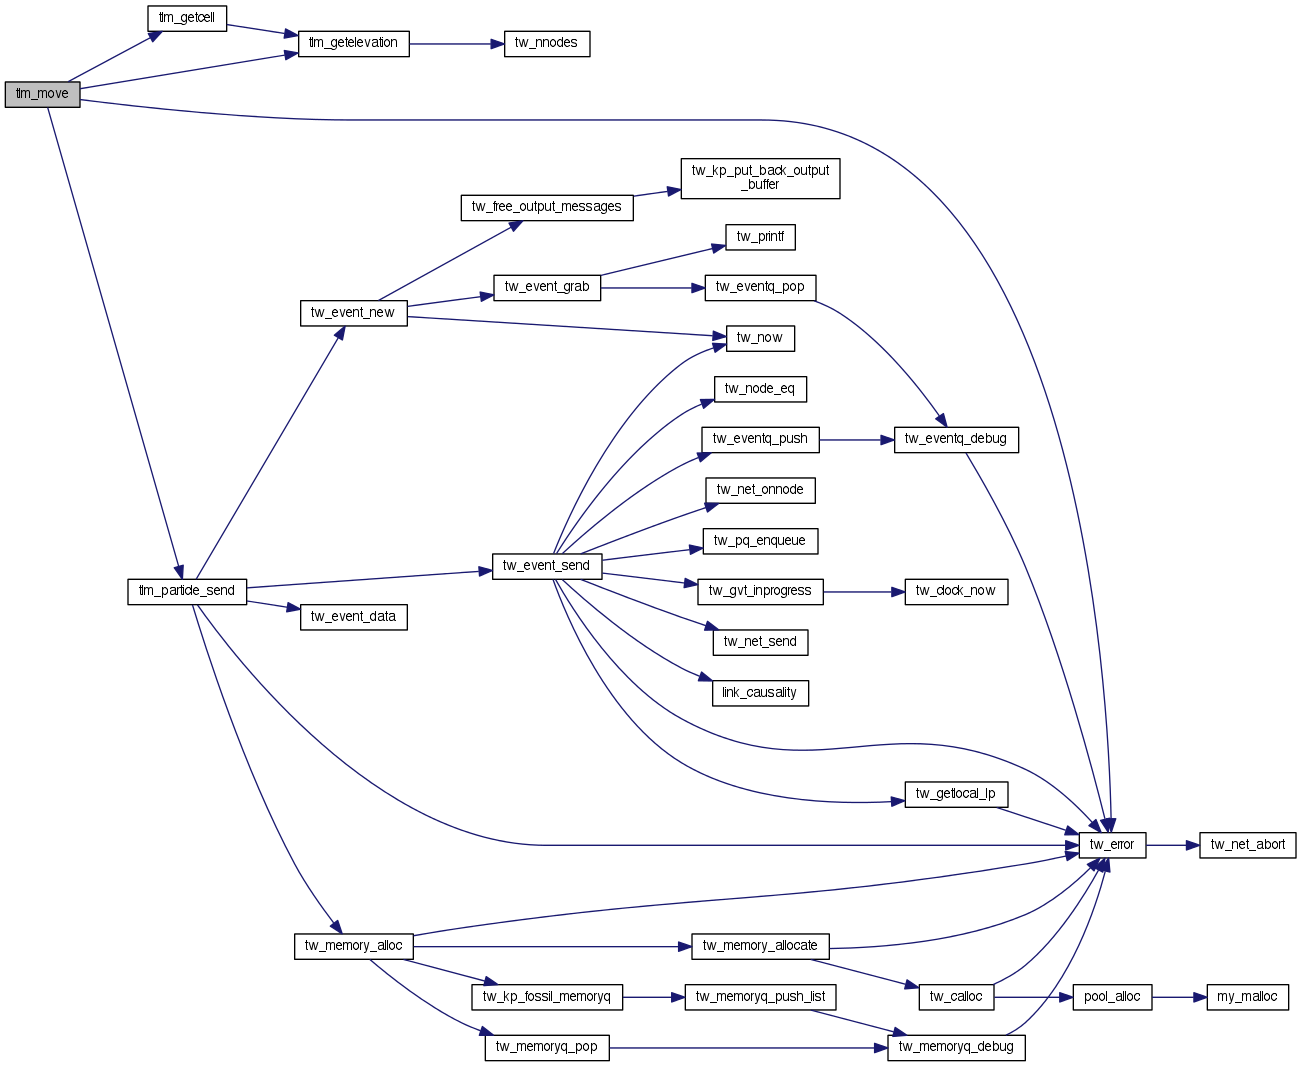 tlm_getcell
tlm_getelevation
tw_nnodes
tlm_move
tw_kp_put_back_output
_buffer
tw_free_output_messages
tw_printf
tw_event_grab
tw_eventq_pop
tw_event_new
tw_now
tw_node_eq
tw_eventq_push
tw_eventq_debug
tw_net_onnode
tw_pq_enqueue
tw_event_send
tlm_particle_send
tw_gvt_inprogress
tw_clock_now
tw_event_data
tw_net_send
link_causality
tw_getlocal_lp
tw_error
tw_net_abort
tw_memory_alloc
tw_memory_allocate
tw_kp_fossil_memoryq
tw_memoryq_push_list
tw_calloc
pool_alloc
my_malloc
tw_memoryq_pop
tw_memoryq_debug